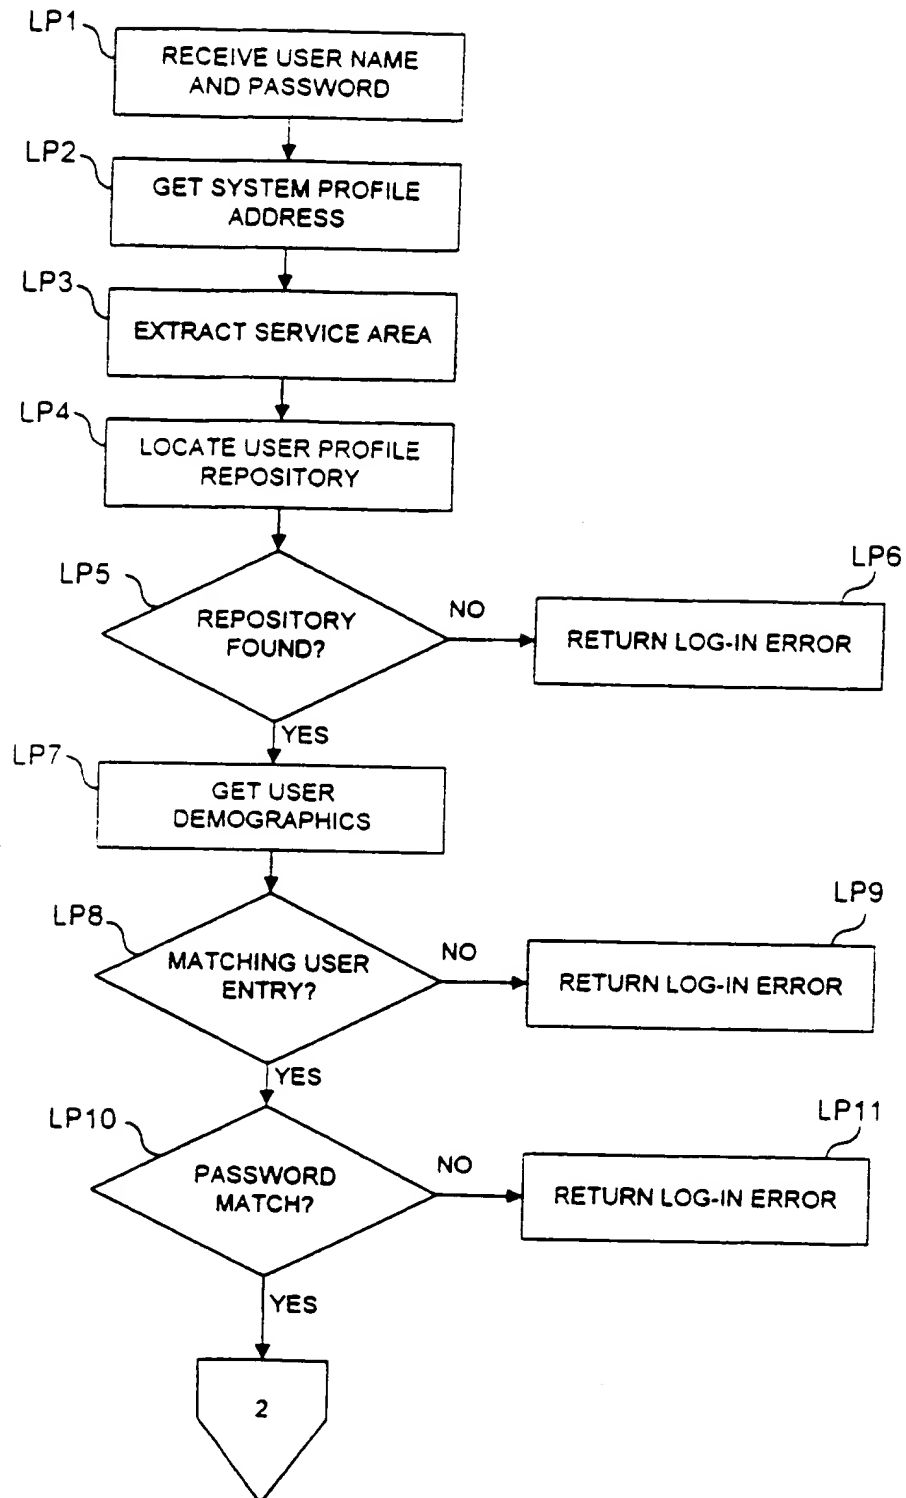 LP1
RECEIVE USER NAME
AND PASSWORD
LP2
GET SYSTEM PROFILE
ADDRESS
LP3
EXTRACT SERVICE AREA
LP4
LOCATE USER PROFILE
REPOSITORY
LP5
REPOSITORY
FOUND?
NO
LP6
RETURN LOG-IN ERROR
YES
LP7
GET USER
DEMOGRAPHICS
LP8
MATCHING USER
ENTRY?
NO
LP9
RETURN LOG-IN ERROR
YES
LP10
PASSWORD
MATCH?
NO
LP11
RETURN LOG-IN ERROR
YES
2